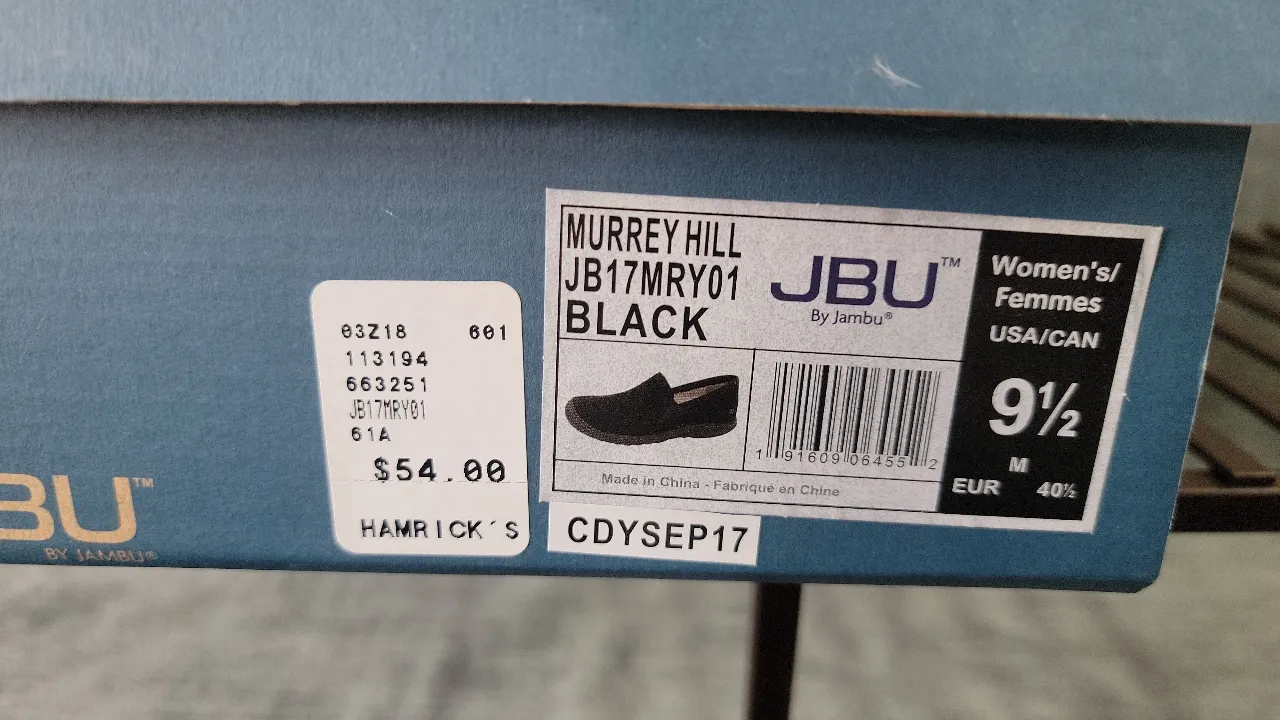 MURREY HILL
JB17MRY01
BLACK
JBU™
By Jambu®
Women's/
Femmes
USA/CAN
9½
M
EUR 40½
1 91609 06455 2
Made in China - Fabriqué en Chine
CDYSEP17
03Z18 601
113194
663251
JB17MRY01
61A
$54.00
HAMRICK'S
BU™
BY JAMBU®